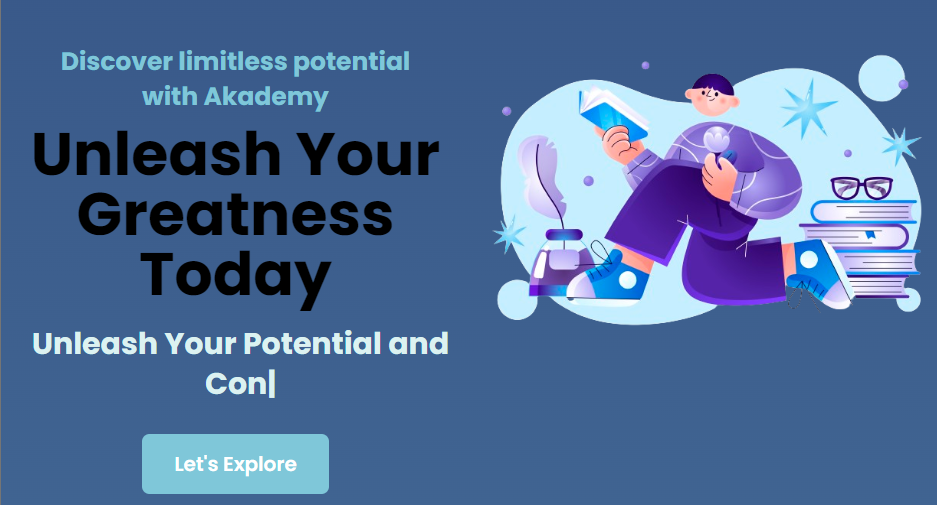 Discover limitless potential
with Akademy
Unleash Your
Greatness
Today
Unleash Your Potential and
Con|
Let's Explore